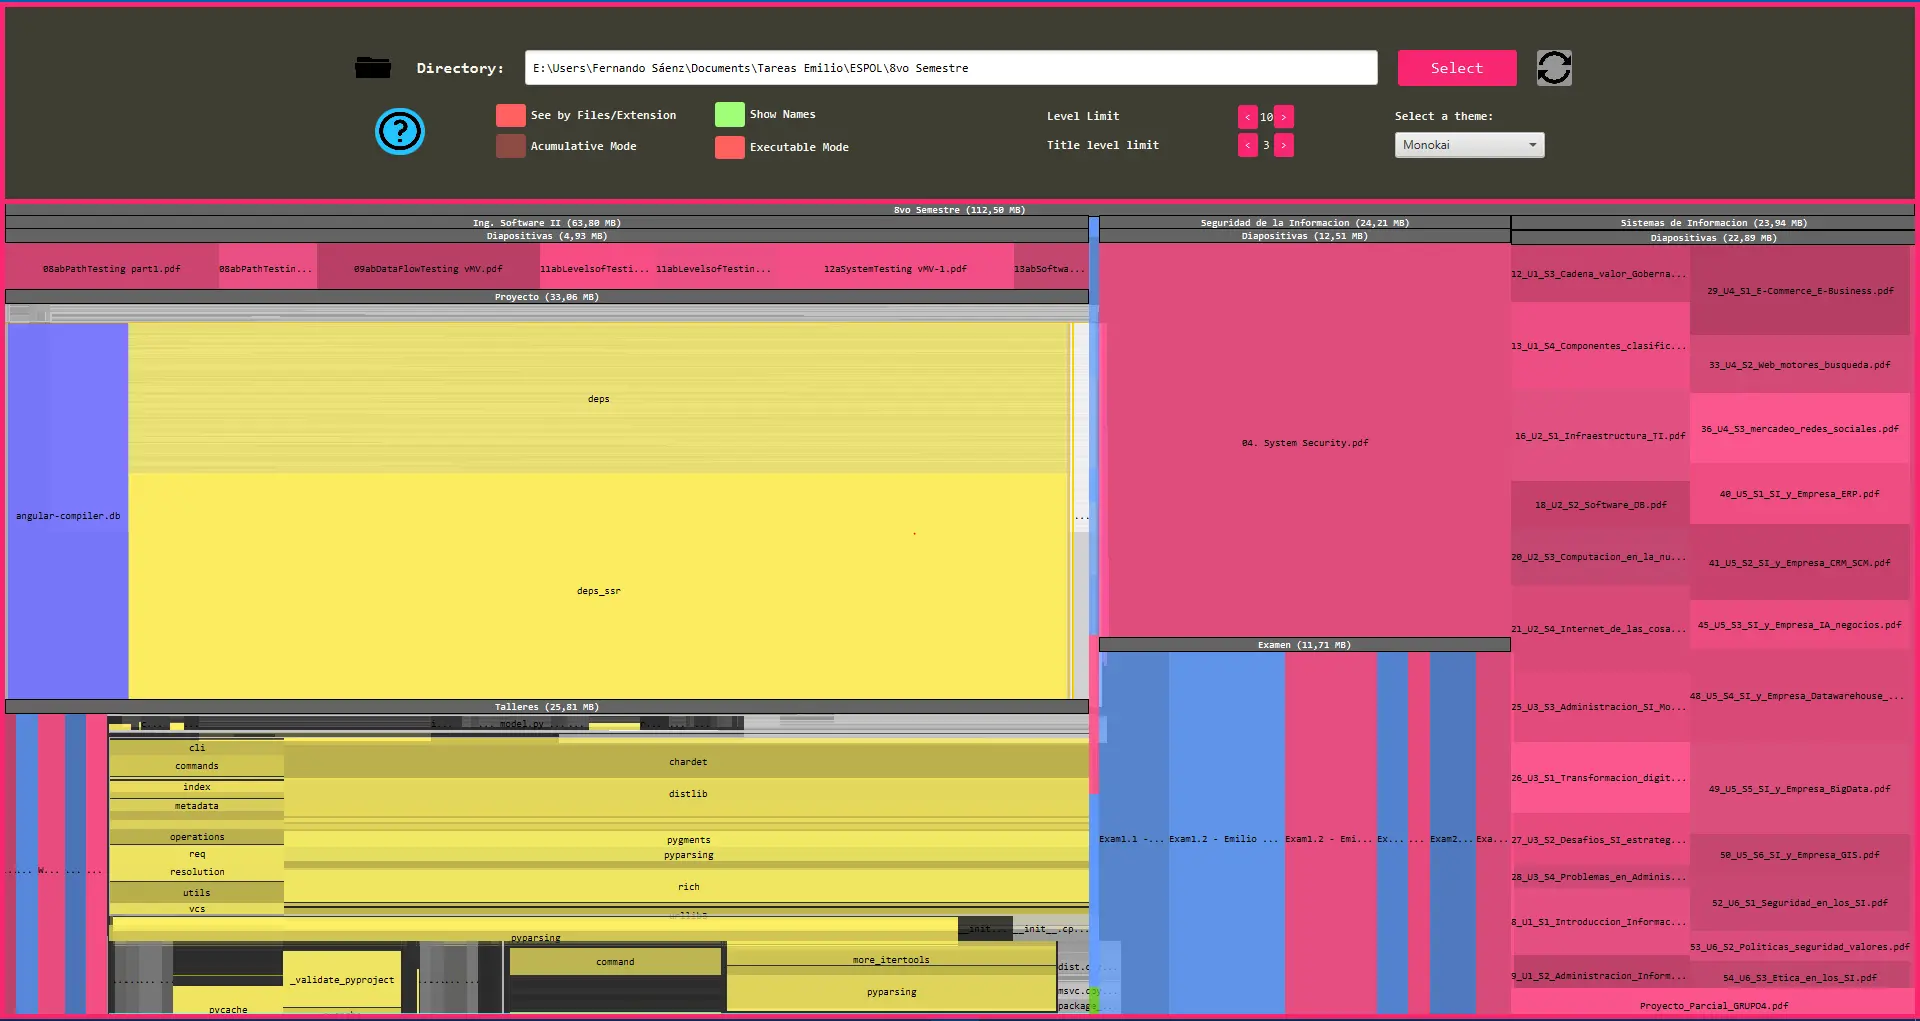 Directory:
E:\Users\Fernando Sáenz\Documents\Tareas Emilio\ESPOL\8vo Semestre
Select
?
See by Files/Extension
Show Names
Level Limit
< 10 >
Select a theme:
Acumulative Mode
Executable Mode
Title level limit
< 3 >
Monokai
8vo Semestre (112,50 MB)
Ing. Software II (63,80 MB)
Diapositivas (4,93 MB)
08abPathTesting part1.pdf
08abPathTestin...
09abDataFlowTesting vMV.pdf
11abLevelsofTesti...
11abLevelsofTestin...
12aSystemTesting vMV-1.pdf
13abSoftwa...
Proyecto (33,06 MB)
deps
angular-compiler.db
...
deps_ssr
Talleres (25,81 MB)
model.py
cli
commands
index
metadata
operations
req
resolution
utils
vcs
chardet
distlib
pygments
pyparsing
rich
pyparsing
command
more_itertools
pyparsing
_validate_pyproject
pycache
Seguridad de la Informacion (24,21 MB)
Diapositivas (12,51 MB)
04. System Security.pdf
Examen (11,71 MB)
Exam1.1 -...
Exam1.2 - Emilio ...
Exam1.2 - Emi...
Ex...
...
Exam2...
Exa...
Sistemas de Informacion (23,94 MB)
Diapositivas (22,89 MB)
12_U1_S3_Cadena_valor_Goberna...
13_U1_S4_Componentes_clasific...
16_U2_S1_Infraestructura_TI.pdf
18_U2_S2_Software_DB.pdf
20_U2_S3_Computacion_en_la_nu...
21_U2_S4_Internet_de_las_cosa...
25_U3_S3_Administracion_SI_Mo...
26_U3_S1_Transformacion_digit...
27_U3_S2_Desafios_SI_estrateg...
28_U3_S4_Problemas_en_Adminis...
8_U1_S1_Introduccion_Informac...
9_U1_S2_Administracion_Inform...
29_U4_S1_E-Commerce_E-Business.pdf
33_U4_S2_Web_motores_busqueda.pdf
36_U4_S3_mercadeo_redes_sociales.pdf
40_U5_S1_SI_y_Empresa_ERP.pdf
41_U5_S2_SI_y_Empresa_CRM_SCM.pdf
45_U5_S3_SI_y_Empresa_IA_negocios.pdf
48_U5_S4_SI_y_Empresa_Datawarehouse_...
49_U5_S5_SI_y_Empresa_BigData.pdf
50_U5_S6_SI_y_Empresa_GIS.pdf
52_U6_S1_Seguridad_en_los_SI.pdf
53_U6_S2_Politicas_seguridad_valores.pdf
54_U6_S3_Etica_en_los_SI.pdf
Proyecto_Parcial_GRUPO4.pdf